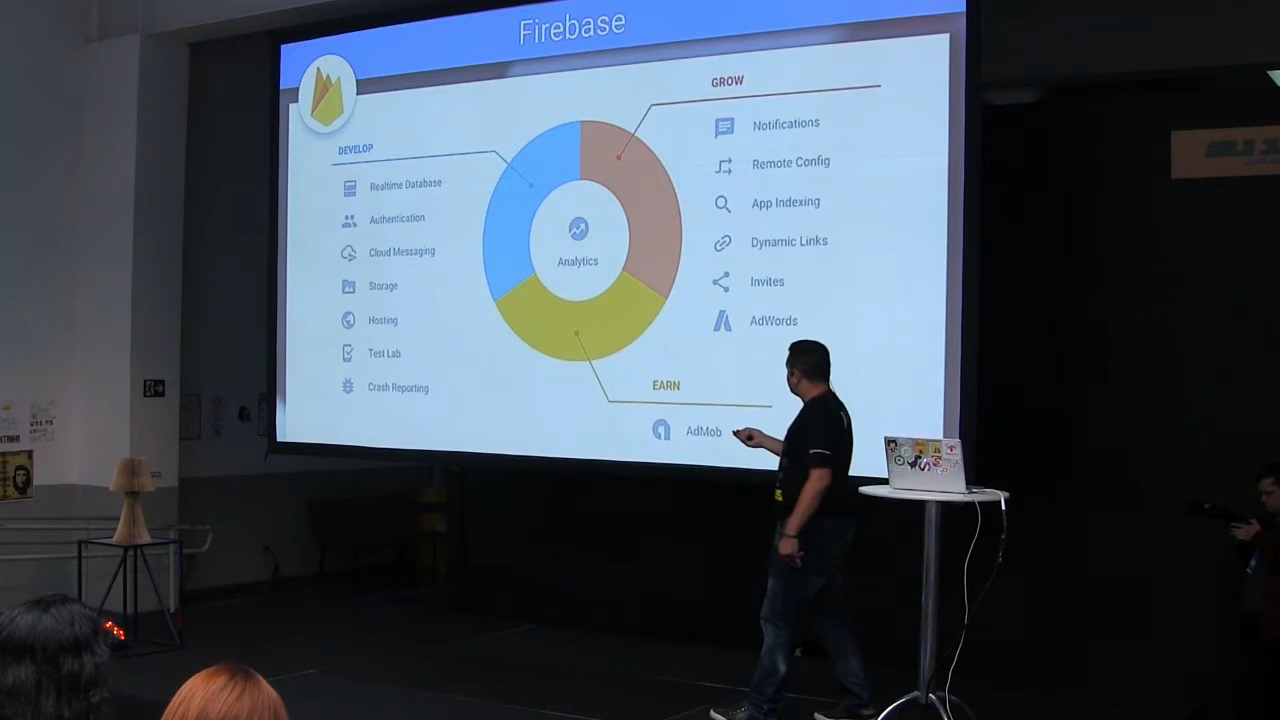 Firebase
DEVELOP
Realtime Database
Authentication
Cloud Messaging
Storage
Hosting
Test Lab
Crash Reporting
Analytics
GROW
Notifications
Remote Config
App Indexing
Dynamic Links
Invites
AdWords
EARN
AdMob
JS